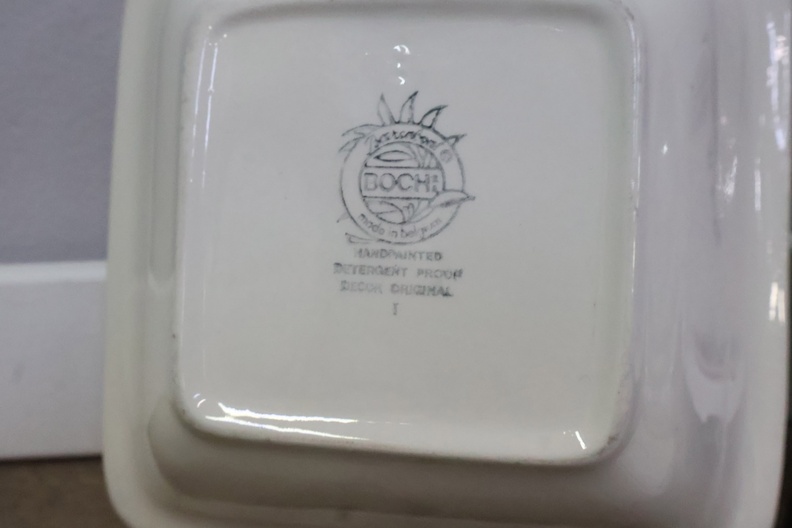 BOCH
made in belgium
HANDPAINTED
DETERGENT PROOF
DECOR ORIGINAL
I